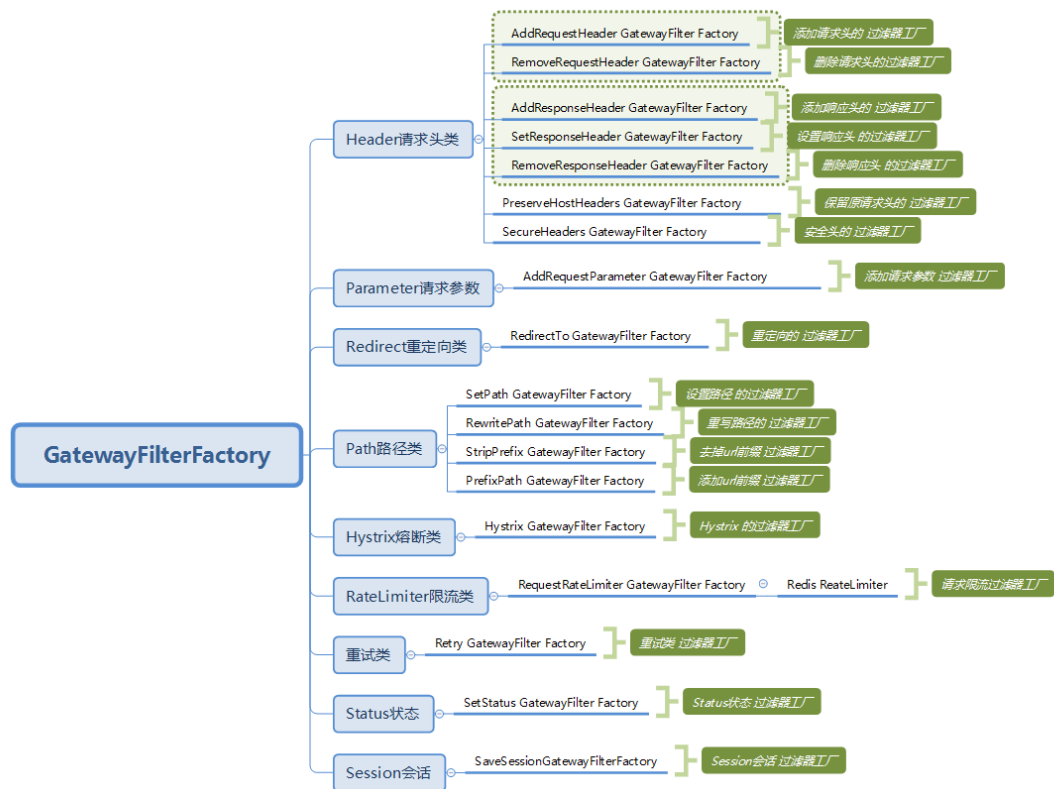 GatewayFilterFactory
Header请求头类
AddRequestHeader GatewayFilter Factory
添加请求头的 过滤器工厂
RemoveRequestHeader GatewayFilter Factory
删除请求头的过滤器工厂
AddResponseHeader GatewayFilter Factory
添加响应头的 过滤器工厂
SetResponseHeader GatewayFilter Factory
设置响应头 的过滤器工厂
RemoveResponseHeader GatewayFilter Factory
删除响应头 的过滤器工厂
PreserveHostHeaders GatewayFilter Factory
保留原请求头的 过滤器工厂
SecureHeaders GatewayFilter Factory
安全头的 过滤器工厂
Parameter请求参数
AddRequestParameter GatewayFilter Factory
添加请求参数 过滤器工厂
Redirect重定向类
RedirectTo GatewayFilter Factory
重定向的 过滤器工厂
Path路径类
SetPath GatewayFilter Factory
设置路径 的过滤器工厂
RewritePath GatewayFilter Factory
重写路径的 过滤器工厂
StripPrefix GatewayFilter Factory
去掉url前缀 过滤器工厂
PrefixPath GatewayFilter Factory
添加url前缀 过滤器工厂
Hystrix熔断类
Hystrix GatewayFilter Factory
Hystrix 的过滤器工厂
RateLimiter限流类
RequestRateLimiter GatewayFilter Factory
Redis ReateLimiter
请求限流过滤器工厂
重试类
Retry GatewayFilter Factory
重试类 过滤器工厂
Status状态
SetStatus GatewayFilter Factory
Status状态 过滤器工厂
Session会话
SaveSessionGatewayFilterFactory
Session会话 过滤器工厂